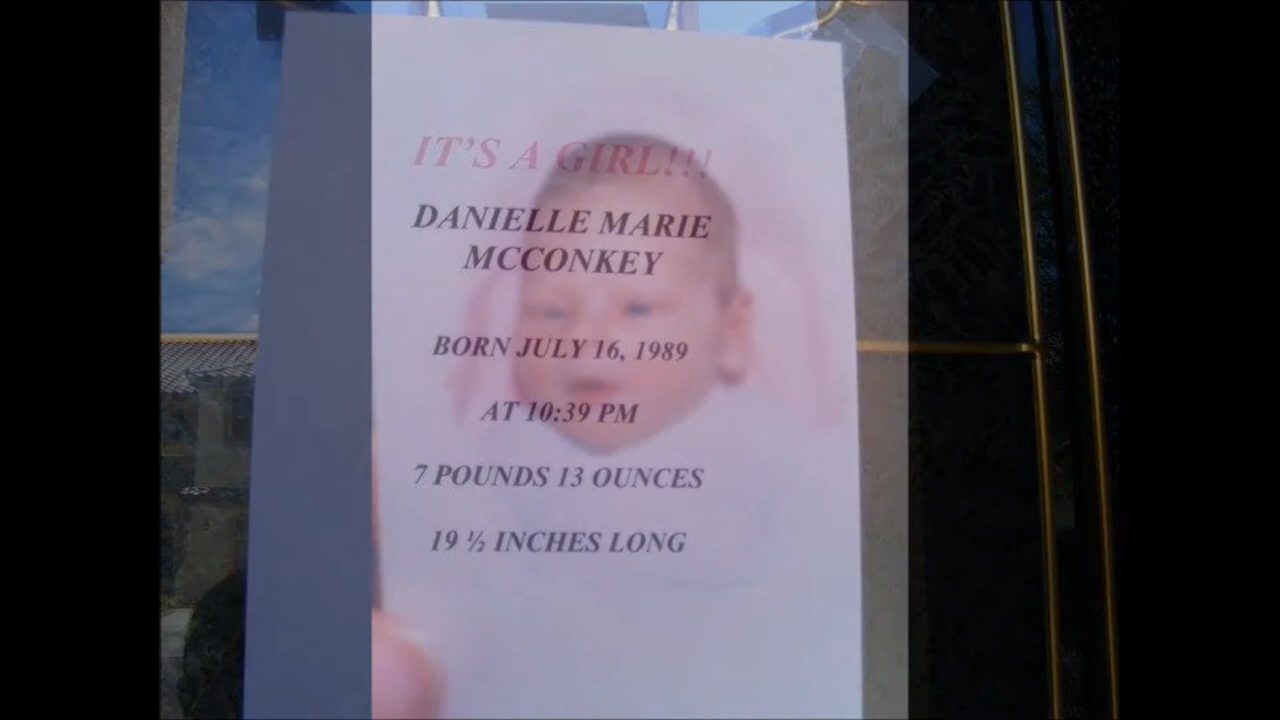 IT'S A GIRL!!!
DANIELLE MARIE
MCCONKEY
BORN JULY 16, 1989
AT 10:39 PM
7 POUNDS 13 OUNCES
19 ½ INCHES LONG